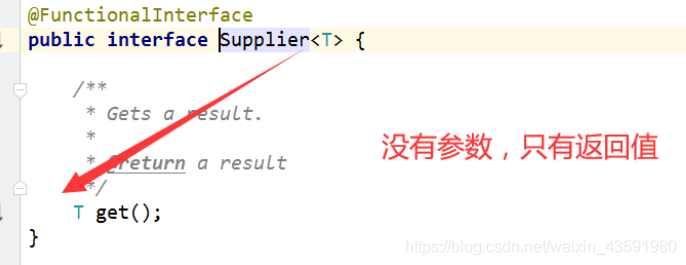 @FunctionalInterface
public interface Supplier<T> {
/**
* Gets a result.
*
* @return a result
*/
T get();
}
没有参数，只有返回值
https://blog.csdn.net/weixin_43591980